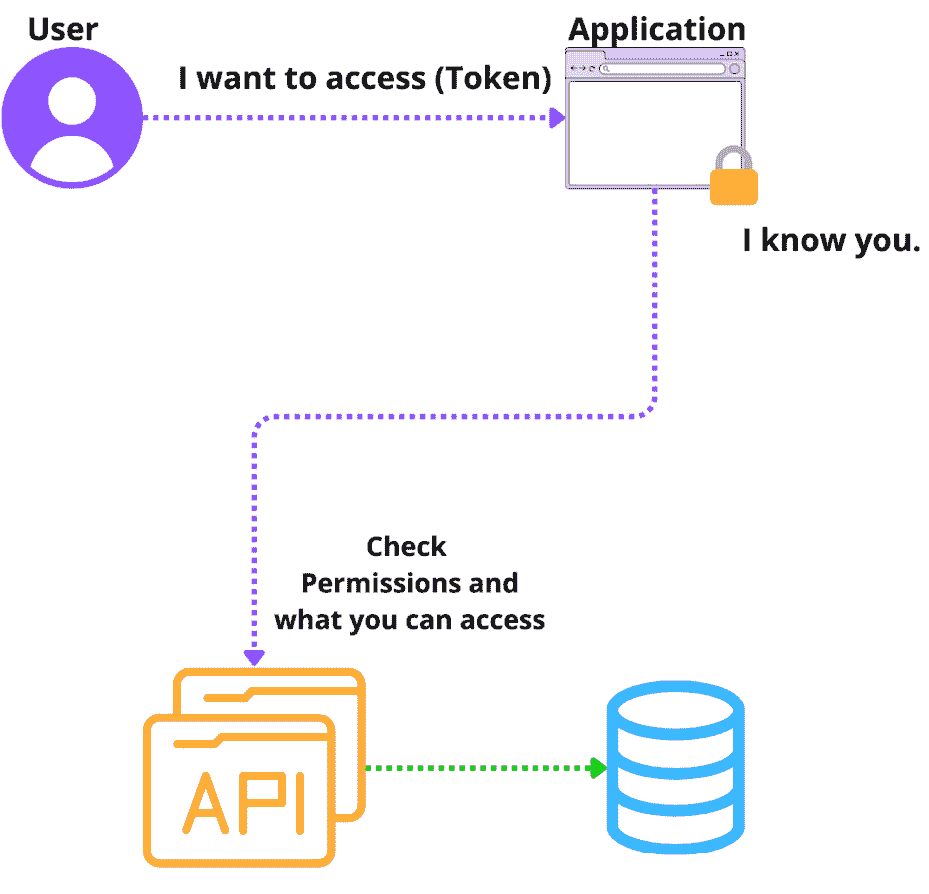 User
Application
I want to access (Token)
I know you.
Check
Permissions and
what you can access
API